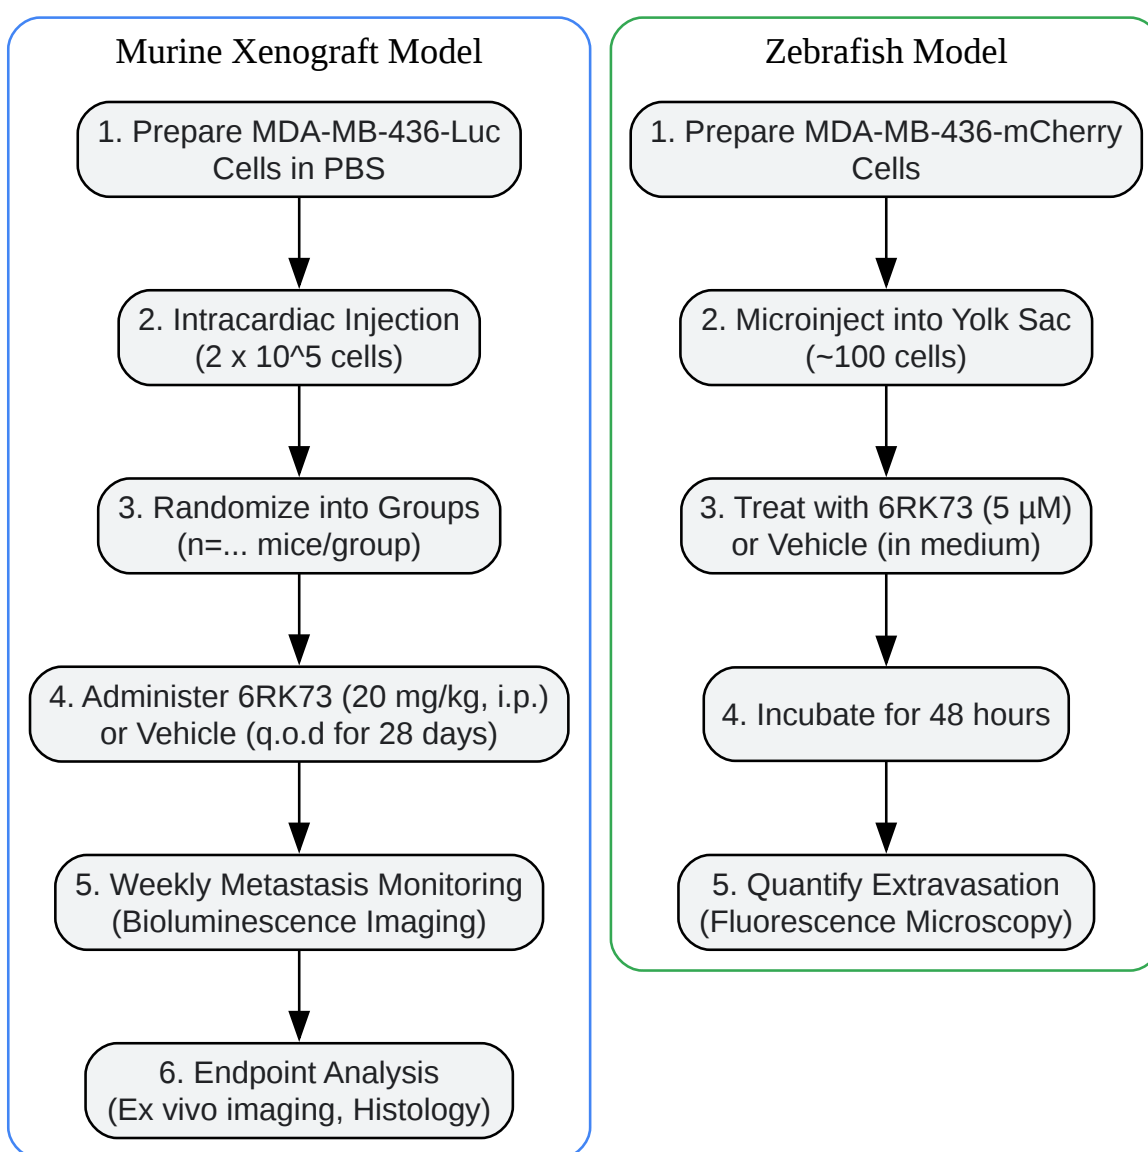 Murine Xenograft Model
1. Prepare MDA-MB-436-Luc
Cells in PBS
2. Intracardiac Injection
(2 x 10^5 cells)
3. Randomize into Groups
(n=... mice/group)
4. Administer 6RK73 (20 mg/kg, i.p.)
or Vehicle (q.o.d for 28 days)
5. Weekly Metastasis Monitoring
(Bioluminescence Imaging)
6. Endpoint Analysis
(Ex vivo imaging, Histology)
Zebrafish Model
1. Prepare MDA-MB-436-mCherry
Cells
2. Microinject into Yolk Sac
(~100 cells)
3. Treat with 6RK73 (5 µM)
or Vehicle (in medium)
4. Incubate for 48 hours
5. Quantify Extravasation
(Fluorescence Microscopy)